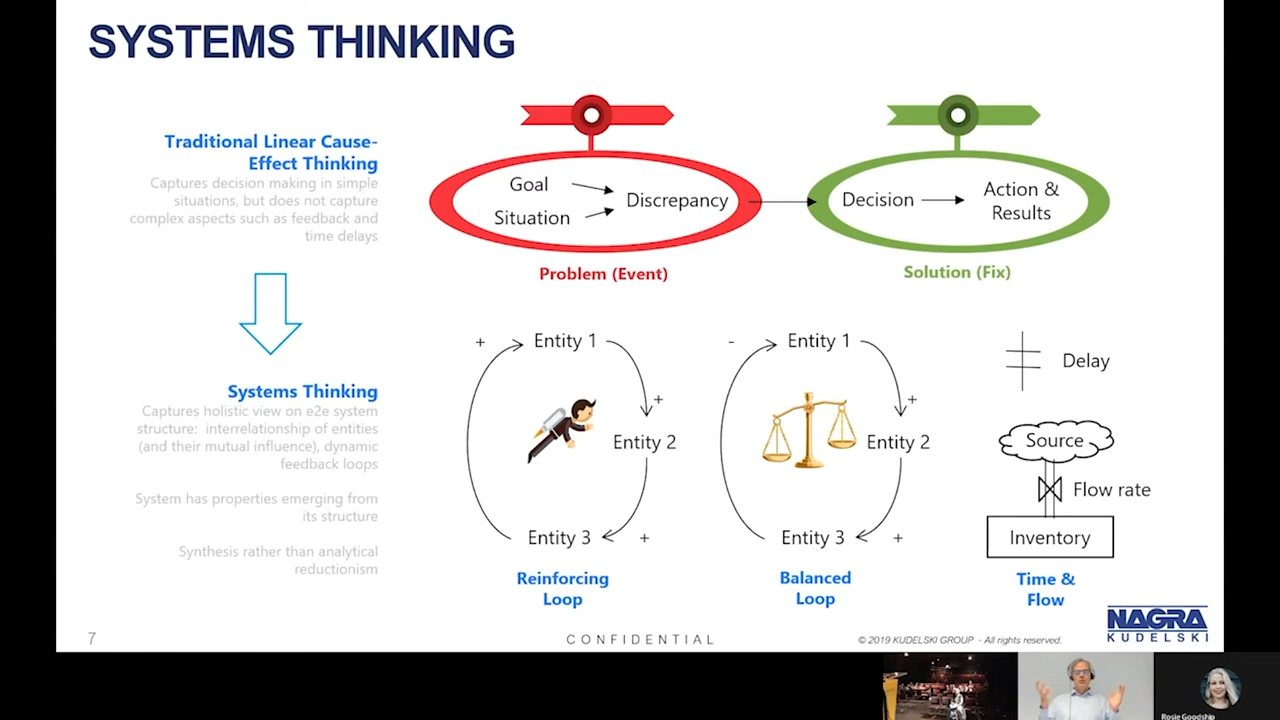 SYSTEMS THINKING
Traditional Linear Cause-
Effect Thinking
Captures decision making in simple
situations, but does not capture
complex aspects such as feedback and
time delays
Goal
Situation
Discrepancy
Problem (Event)
Decision
Action &
Results
Solution (Fix)
Systems Thinking
Captures holistic view on e2e system
structure: interrelationship of entities
(and their mutual influence), dynamic
feedback loops
System has properties emerging from
its structure
Synthesis rather than analytical
reductionism
+
Entity 1
+
Entity 2
Entity 3
+
Reinforcing
Loop
-
Entity 1
+
Entity 2
Entity 3
+
Balanced
Loop
Delay
Source
Flow rate
Inventory
Time &
Flow
7
CONFIDENTIAL
© 2019 KUDELSKI GROUP - All rights reserved.
NAGRA
KUDELSKI
Rosie Goodship